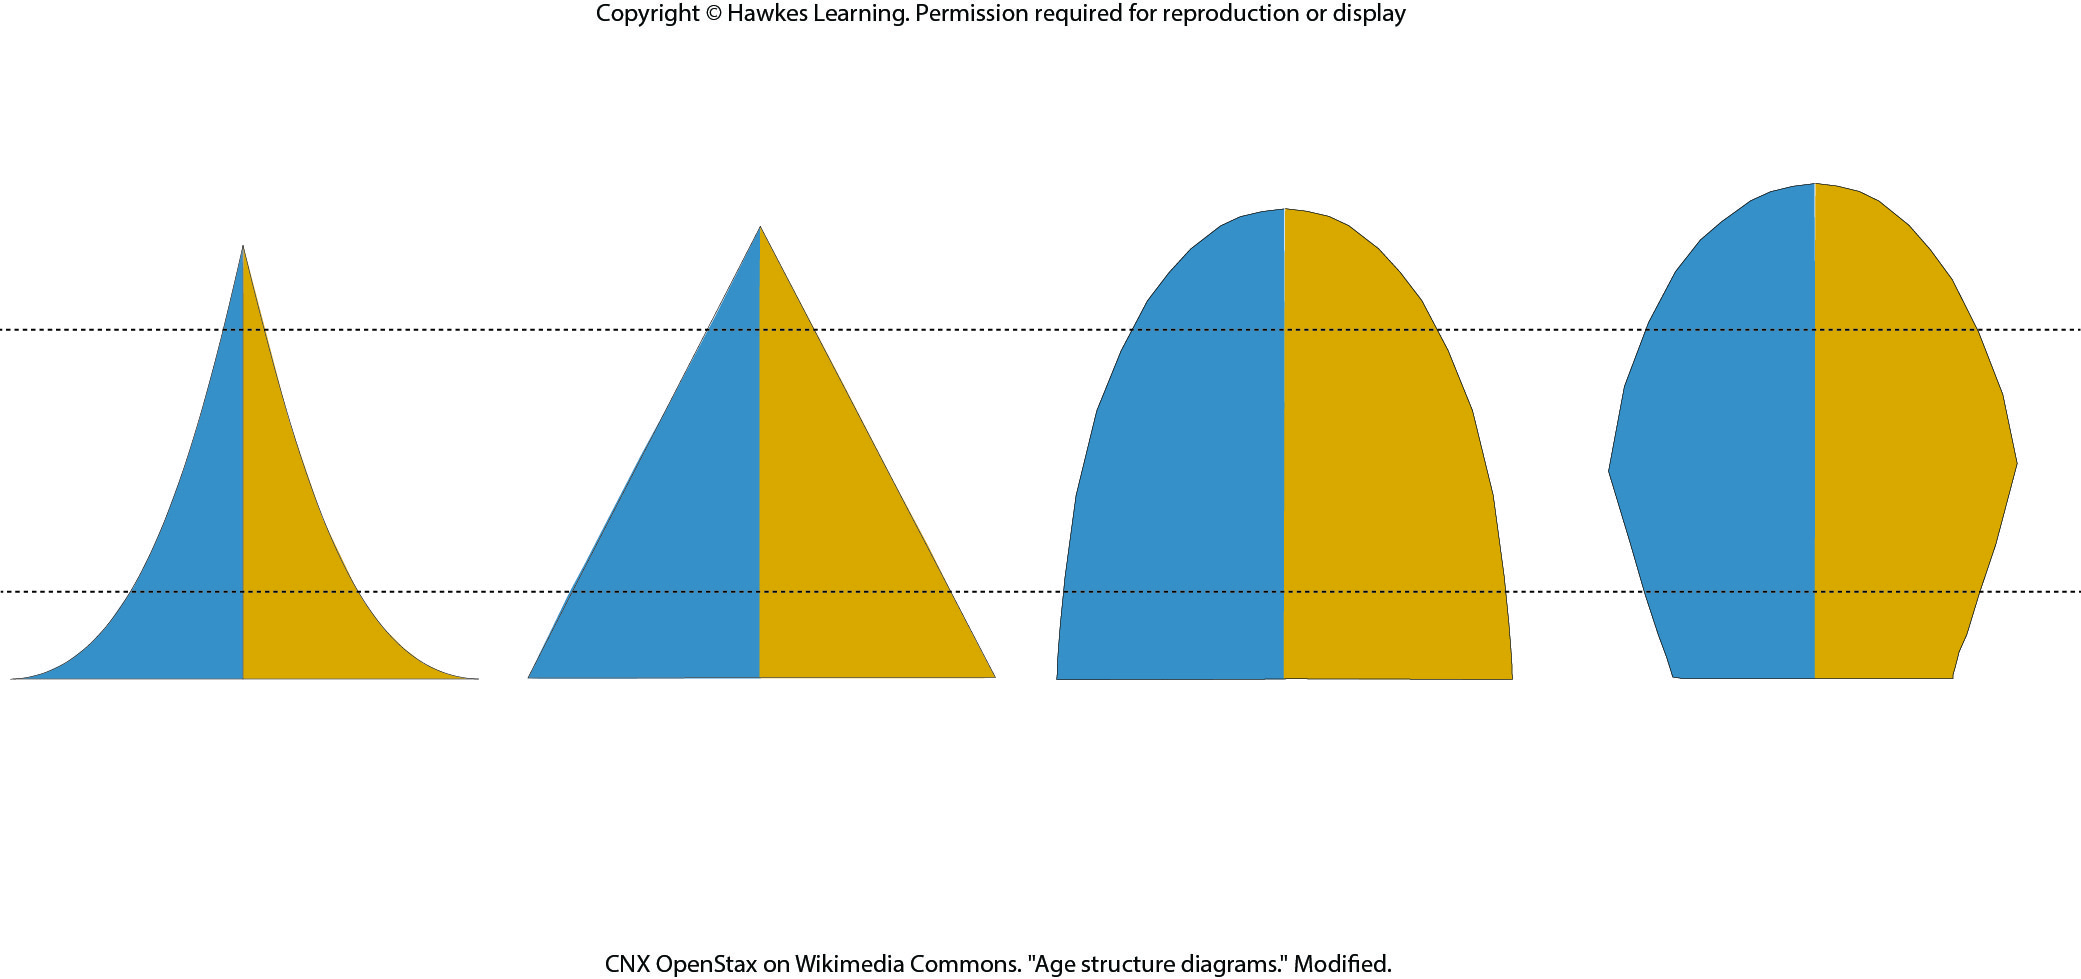 Copyright © Hawkes Learning. Permission required for reproduction or display
CNX OpenStax on Wikimedia Commons. "Age structure diagrams." Modified.